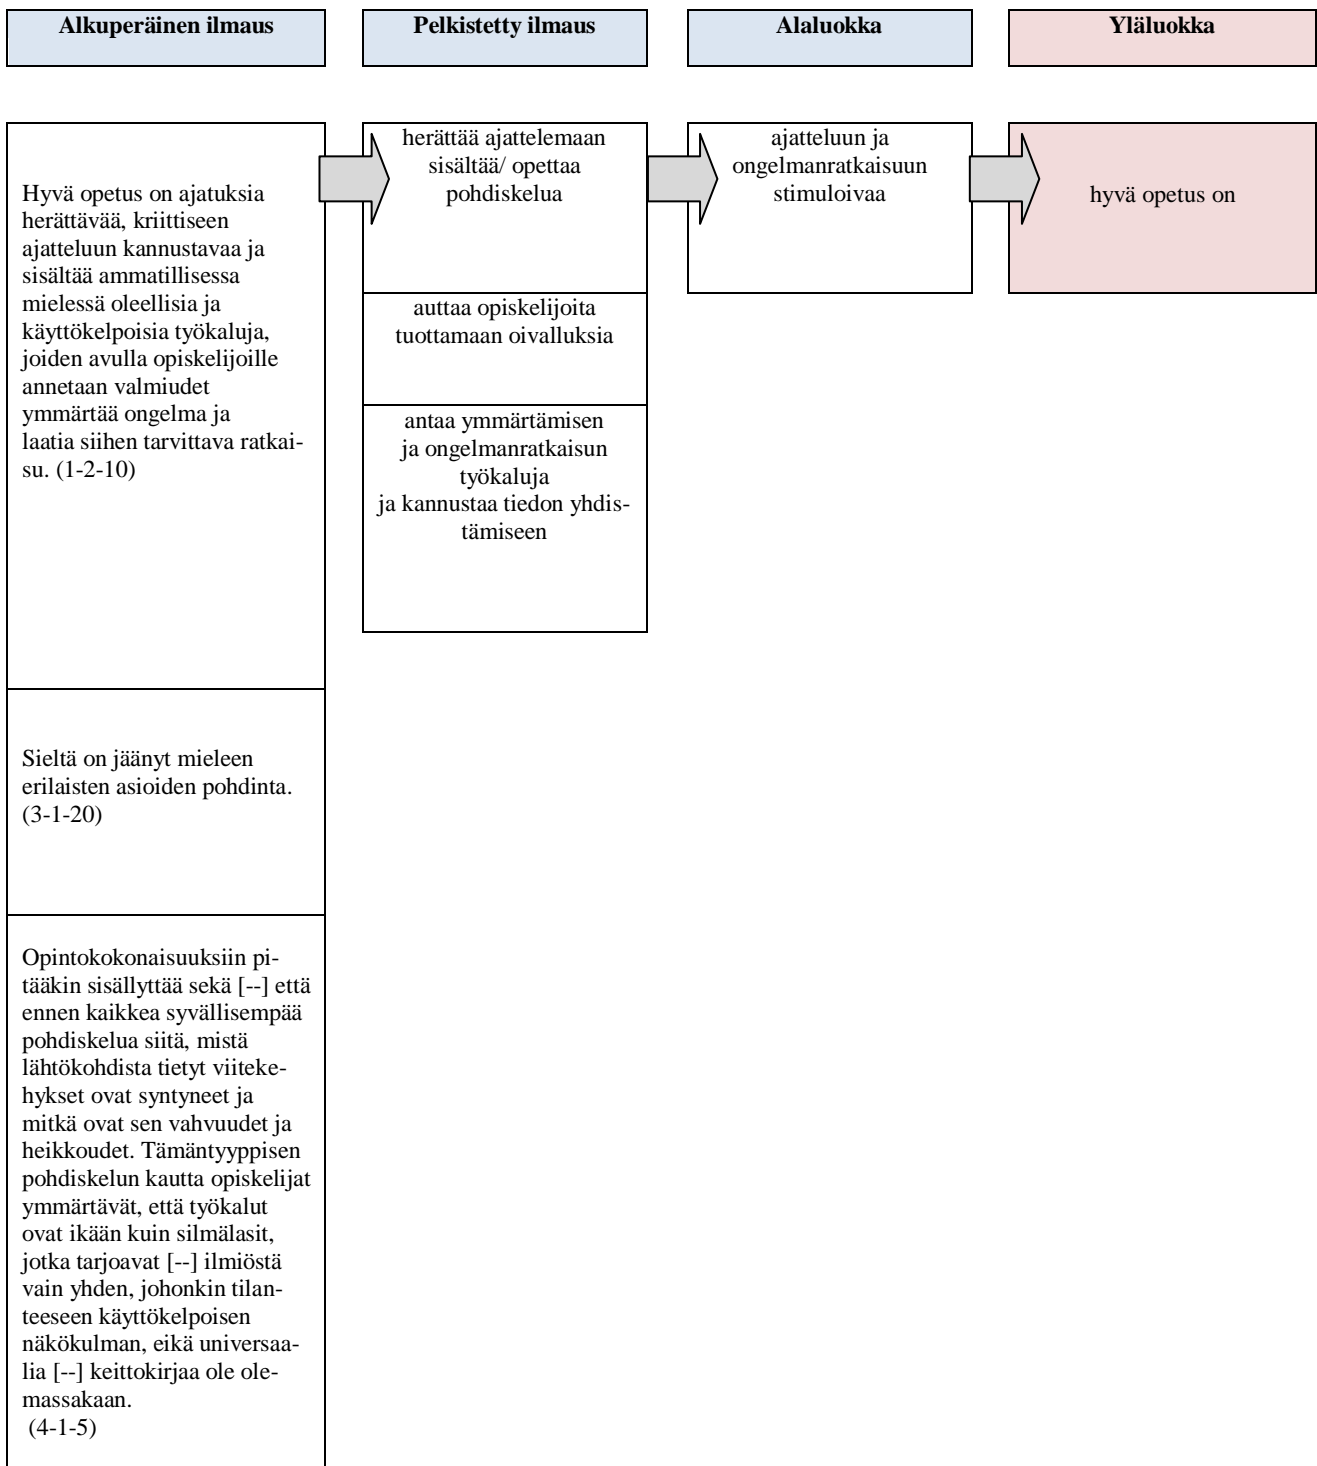 Alkuperäinen ilmaus
Pelkistetty ilmaus
Alaluokka
Yläluokka
Hyvä opetus on ajatuksia
herättävää, kriittiseen
ajatteluun kannustavaa ja
sisältää ammatillisessa
mielessä oleellisia ja
käyttökelpoisia työkaluja,
joiden avulla opiskelijoille
annetaan valmiudet
ymmärtää ongelma ja
laatia siihen tarvittava ratkai-
su. (1-2-10)
Sieltä on jäänyt mieleen
erilaisten asioiden pohdinta.
(3-1-20)
Opintokokonaisuuksiin pi-
tääkin sisällyttää sekä [--] että
ennen kaikkea syvällisempää
pohdiskelua siitä, mistä
lähtökohdista tietyt viiteke-
hykset ovat syntyneet ja
mitkä ovat sen vahvuudet ja
heikkoudet. Tämäntyyppisen
pohdiskelun kautta opiskelijat
ymmärtävät, että työkalut
ovat ikään kuin silmälasit,
jotka tarjoavat [--] ilmiöstä
vain yhden, johonkin tilan-
teeseen käyttökelpoisen
näkökulman, eikä universaa-
lia [--] keittokirjaa ole ole-
massakaan.
(4-1-5)
herättää ajattelemaan
sisältää/ opettaa
pohdiskelua
auttaa opiskelijoita
tuottamaan oivalluksia
antaa ymmärtämisen
ja ongelmanratkaisun
työkaluja
ja kannustaa tiedon yhdis-
tämiseen
ajatteluun ja
ongelmanratkaisuun
stimuloivaa
hyvä opetus on